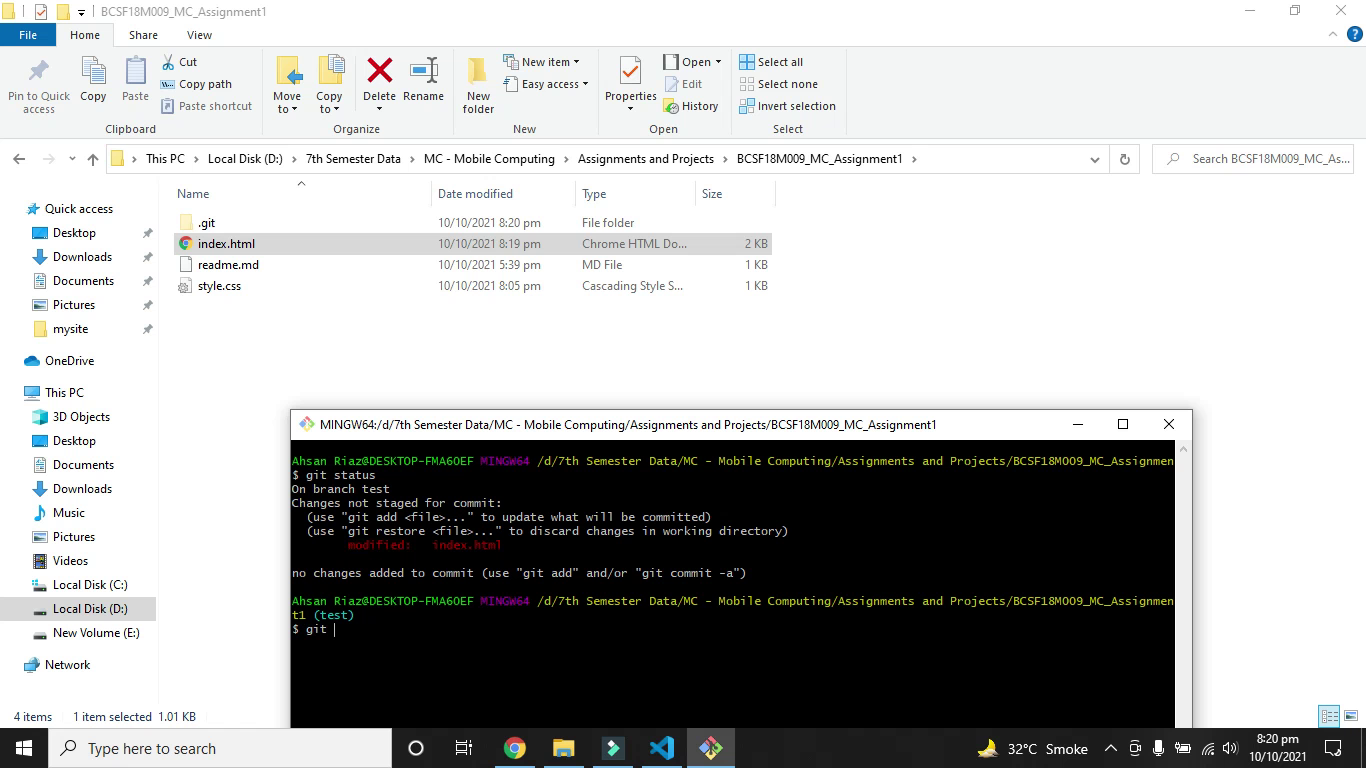 BCSF18M009_MC_Assignment1
File Home Share View
Pin to Quick access
Copy
Paste
Cut
Copy path
Paste shortcut
Clipboard
Move to
Copy to
Delete
Rename
Organize
New folder
New item
Easy access
New
Properties
Open
Edit
History
Open
Select all
Select none
Invert selection
Select
This PC Local Disk (D:) 7th Semester Data MC - Mobile Computing Assignments and Projects BCSF18M009_MC_Assignment1
Search BCSF18M009_MC_As...
Name Date modified Type Size
.git 10/10/2021 8:20 pm File folder
index.html 10/10/2021 8:19 pm Chrome HTML Do... 2 KB
readme.md 10/10/2021 5:39 pm MD File 1 KB
style.css 10/10/2021 8:05 pm Cascading Style S... 1 KB
Quick access
Desktop
Downloads
Documents
Pictures
mysite
OneDrive
This PC
3D Objects
Desktop
Documents
Downloads
Music
Pictures
Videos
Local Disk (C:)
Local Disk (D:)
New Volume (E:)
Network
4 items 1 item selected 1.01 KB
MINGW64:/d/7th Semester Data/MC - Mobile Computing/Assignments and Projects/BCSF18M009_MC_Assignment1
Ahsan Riaz@DESKTOP-FMA6OEF MINGW64 /d/7th Semester Data/MC - Mobile Computing/Assignments and Projects/BCSF18M009_MC_Assignmen
$ git status
On branch test
Changes not staged for commit:
(use "git add <file>..." to update what will be committed)
(use "git restore <file>..." to discard changes in working directory)
modified: index.html
no changes added to commit (use "git add" and/or "git commit -a")
Ahsan Riaz@DESKTOP-FMA6OEF MINGW64 /d/7th Semester Data/MC - Mobile Computing/Assignments and Projects/BCSF18M009_MC_Assignmen
t1 (test)
$ git
Type here to search
32°C Smoke
8:20 pm
10/10/2021